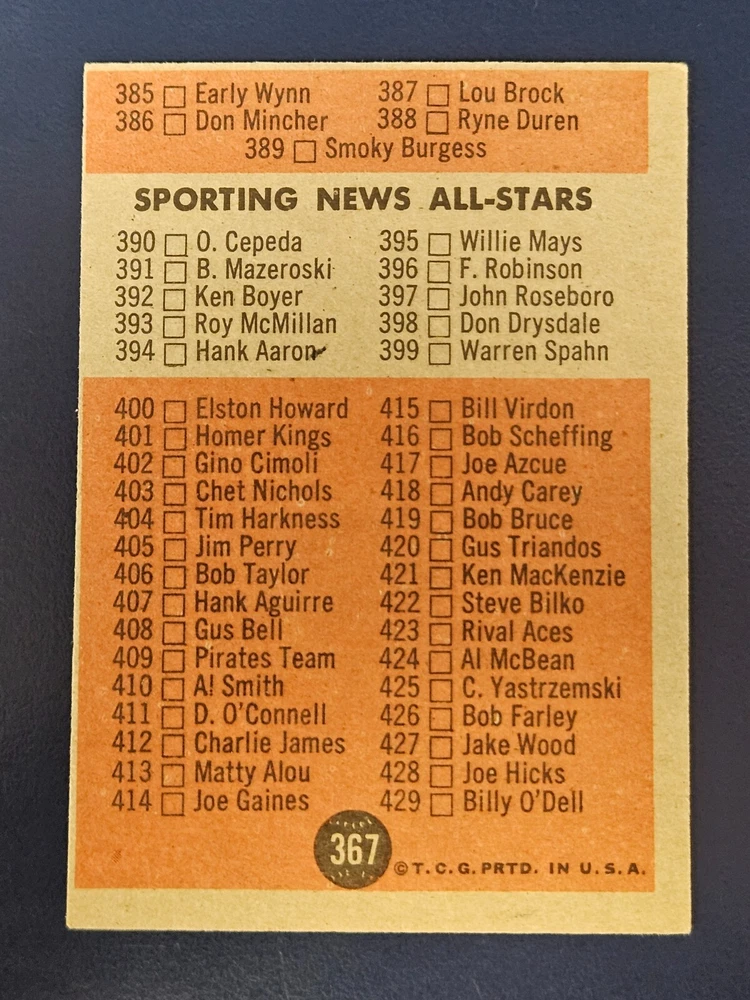 385 □ Early Wynn 387 □ Lou Brock
386 □ Don Mincher 388 □ Ryne Duren
389 □ Smoky Burgess
SPORTING NEWS ALL-STARS
390 □ O. Cepeda 395 □ Willie Mays
391 □ B. Mazeroski 396 □ F. Robinson
392 □ Ken Boyer 397 □ John Roseboro
393 □ Roy McMillan 398 □ Don Drysdale
394 □ Hank Aaron 399 □ Warren Spahn
400 □ Elston Howard 415 □ Bill Virdon
401 □ Homer Kings 416 □ Bob Scheffing
402 □ Gino Cimoli 417 □ Joe Azcue
403 □ Chet Nichols 418 □ Andy Carey
404 □ Tim Harkness 419 □ Bob Bruce
405 □ Jim Perry 420 □ Gus Triandos
406 □ Bob Taylor 421 □ Ken MacKenzie
407 □ Hank Aguirre 422 □ Steve Bilko
408 □ Gus Bell 423 □ Rival Aces
409 □ Pirates Team 424 □ Al McBean
410 □ Al Smith 425 □ C. Yastrzemski
411 □ D. O'Connell 426 □ Bob Farley
412 □ Charlie James 427 □ Jake Wood
413 □ Matty Alou 428 □ Joe Hicks
414 □ Joe Gaines 429 □ Billy O'Dell
367
© T. C. G. PRTD. IN U. S. A.